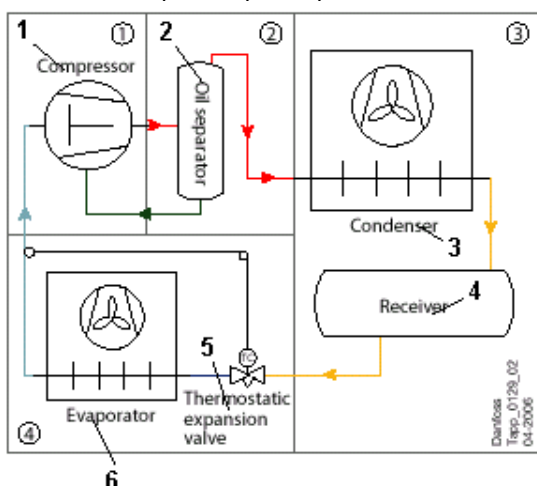 1
①
2
②
③
Compressor
Oil separator
Condenser
3
Receiver
4
5
TC
Thermostatic
expansion
valve
Evaporator
④
6
Danfoss
Tapp_0129_02
04-2006